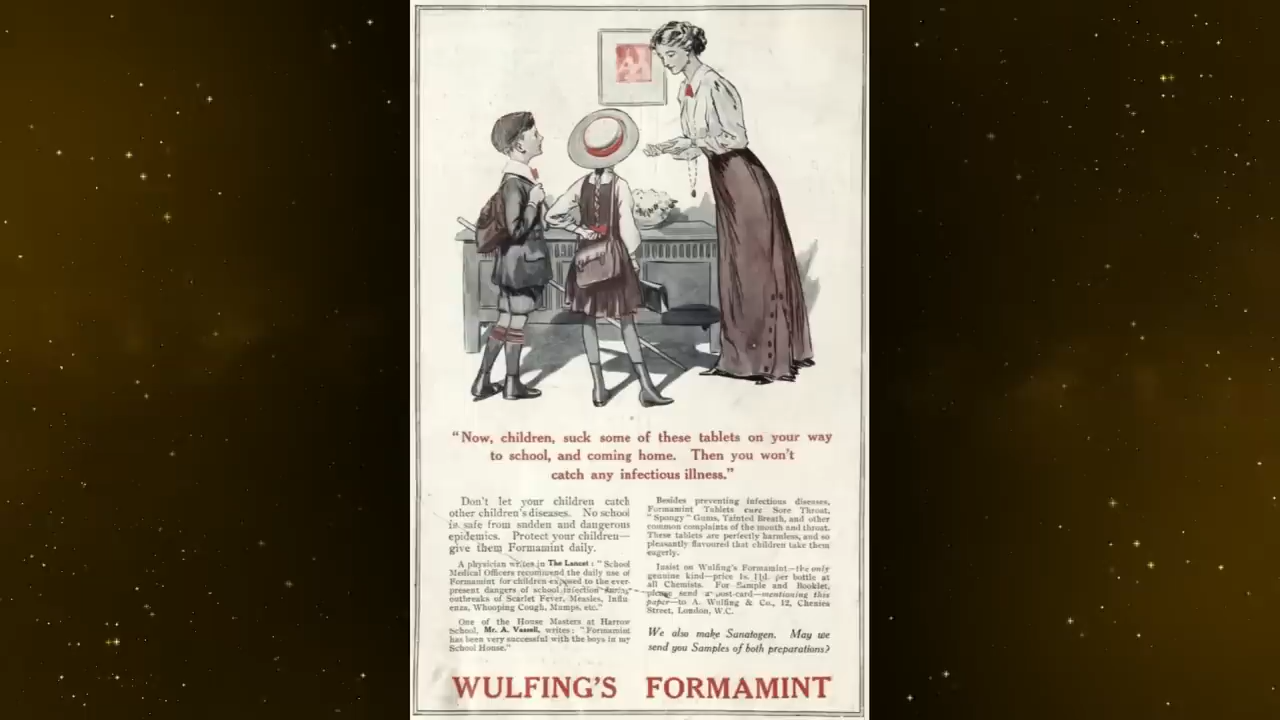 "Now, children, suck some of these tablets on your way
to school, and coming home. Then you won't
catch any infectious illness."
Don't let your children catch
other children's diseases. No school
is safe from sudden and dangerous
epidemics. Protect your children—
give them Formamint daily.
A physician writes in The Lancet: "School
Medical Officers recommend the daily use of
Formamint for children exposed to the ever-
present dangers of school infection during
outbreaks of Scarlet Fever, Measles, Influ
enza, Whooping Cough, Mumps, etc."
One of the House Masters at Harrow
School, Mr. A. Vassall, writes: "Formamint
has been very successful with the boys in my
School House."
Besides preventing infectious diseases,
Formamint Tablets cure Sore Throat,
"Spongy" Gums, Tainted Breath, and other
common complaints of the mouth and throat.
These tablets are perfectly harmless, and so
pleasantly flavoured that children take them
eagerly.
Insist on Wulfing's Formamint—the only
genuine kind—price 1s. per bottle at
all Chemists. For Sample and Booklet,
please send a post-card—mentioning this
paper—to A. Wulfing & Co., 12, Chenies
Street, London, W.C.
We also make Sanatogen. May we
send you Samples of both preparations?
WULFING'S FORMAMINT